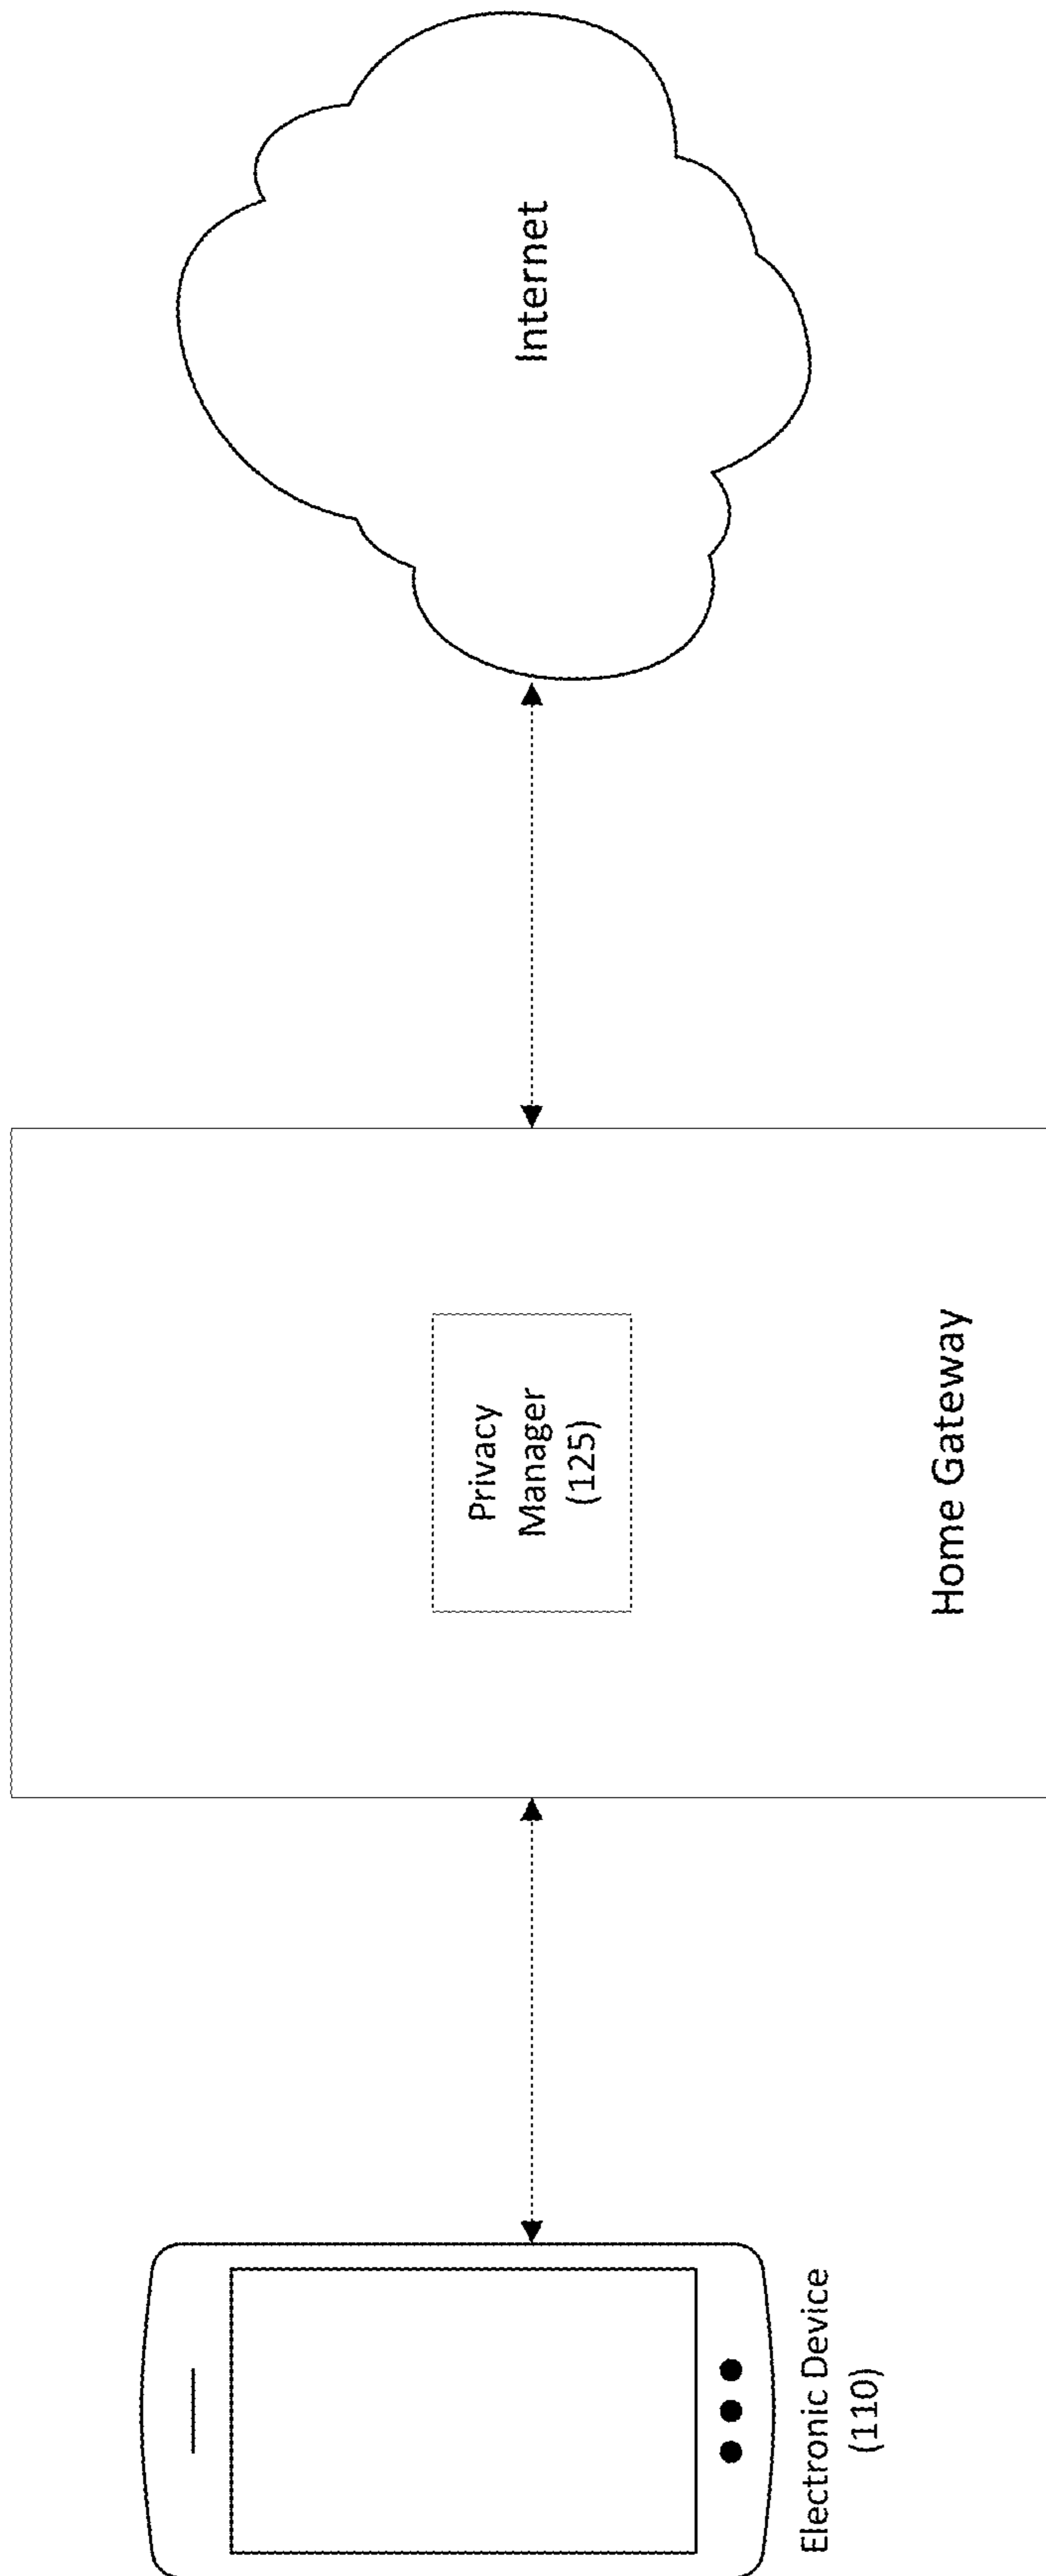 Electronic Device
(110)
Privacy
Manager
(125)
Home Gateway
Internet